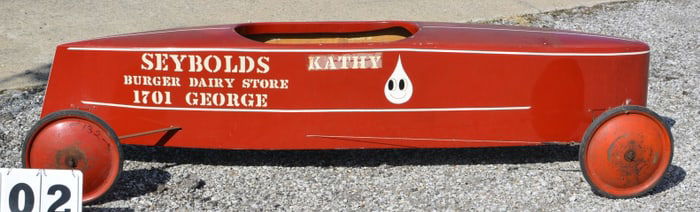 SEYBOLDS
BURGER DAIRY STORE
1701 GEORGE
KATHY
02